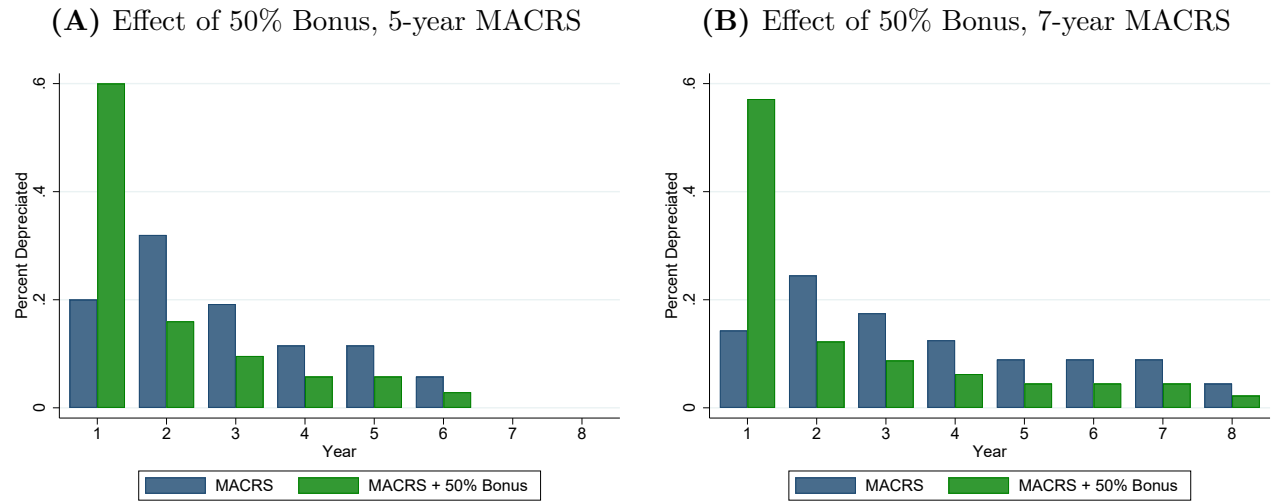 (A) Effect of 50% Bonus, 5-year MACRS
Percent Depreciated
.6
.4
.2
0
1 2 3 4 5 6 7 8
Year
MACRS MACRS + 50% Bonus
(B) Effect of 50% Bonus, 7-year MACRS
Percent Depreciated
.6
.4
.2
0
1 2 3 4 5 6 7 8
Year
MACRS MACRS + 50% Bonus